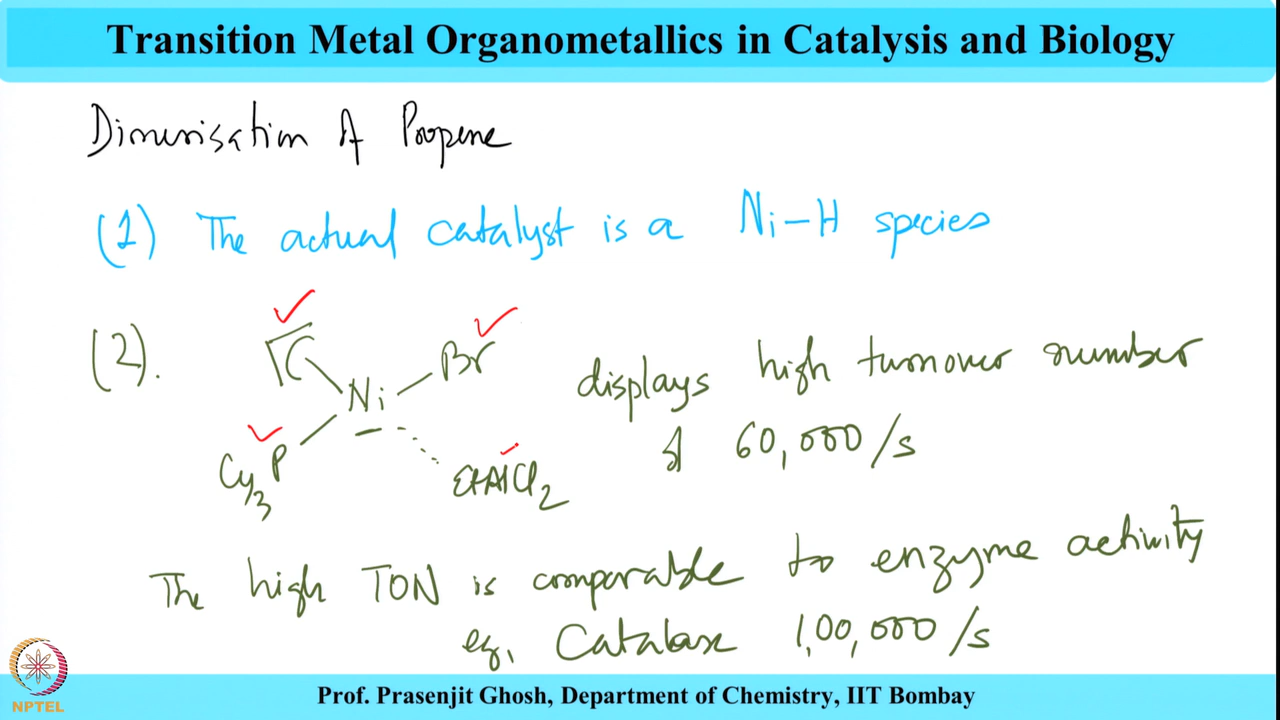 Transition Metal Organometallics in Catalysis and Biology
Dimerisation of Propene
(1) The actual catalyst is a Ni-H species
(2).
Br
Ni
Cy3P
EtAlCl2
displays high turnover number
of 60,000/s
The high TON is comparable to enzyme activity
eg, Catalase 1,00,000/s
NPTEL
Prof. Prasenjit Ghosh, Department of Chemistry, IIT Bombay